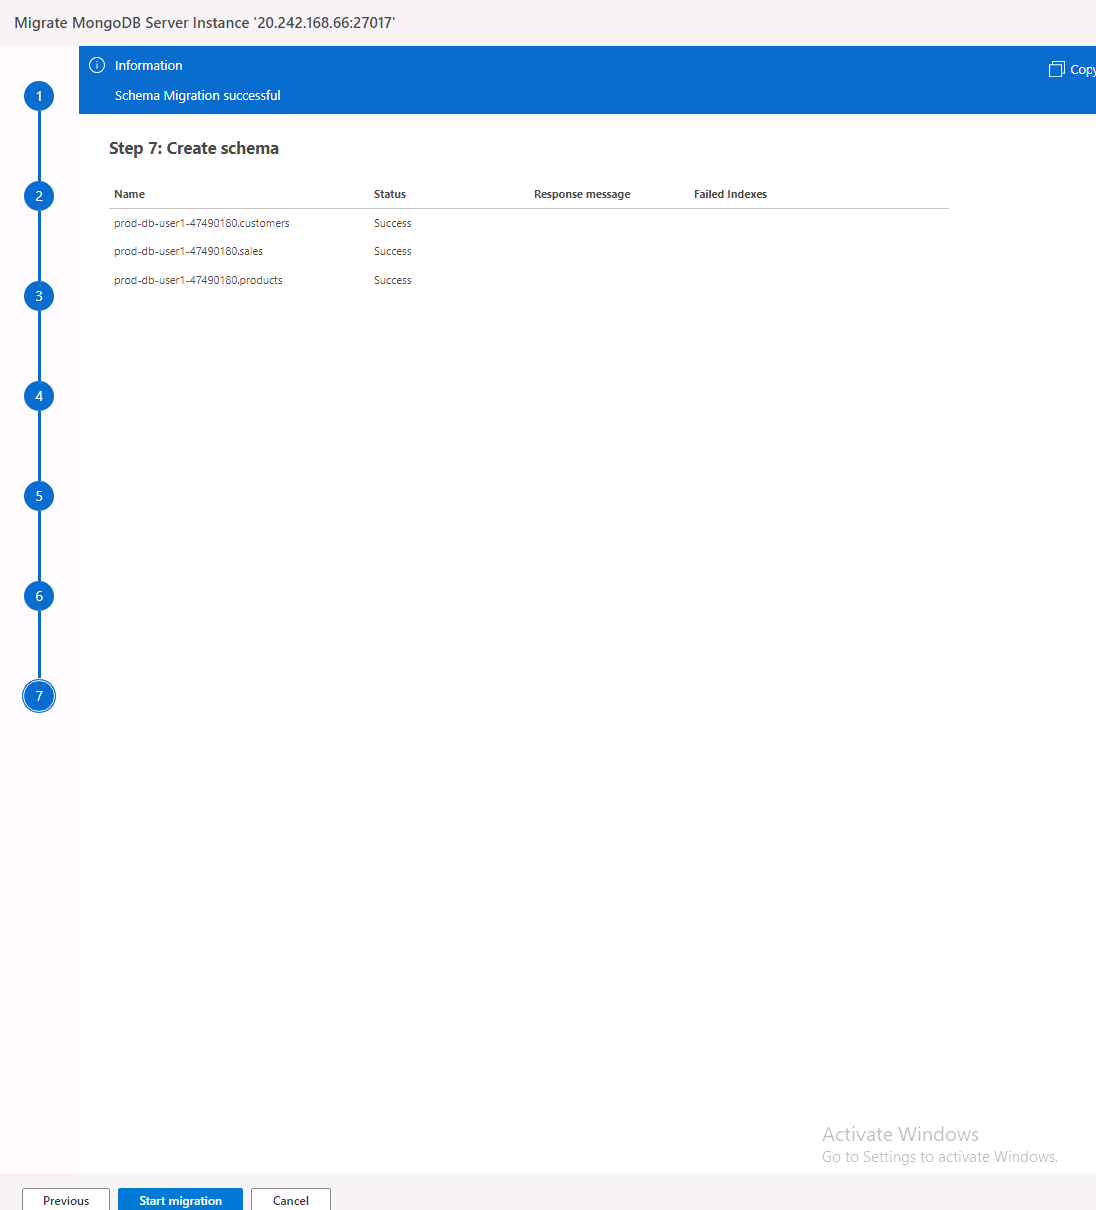 Migrate MongoDB Server Instance '20.242.168.66:27017'
Information
Copy
Schema Migration successful
1
Step 7: Create schema
Name Status Response message Failed Indexes
2
prod-db-user1-47490180.customers Success
prod-db-user1-47490180.sales Success
prod-db-user1-47490180.products Success
3
4
5
6
7
Activate Windows
Go to Settings to activate Windows.
Previous Start migration Cancel